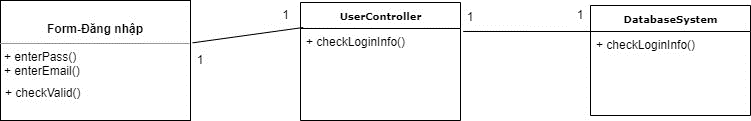 Form-Đăng nhập
+ enterPass()
+ enterEmail()
+ checkValid()
1
1
UserController
+ checkLoginInfo()
1
1
DatabaseSystem
+ checkLoginInfo()